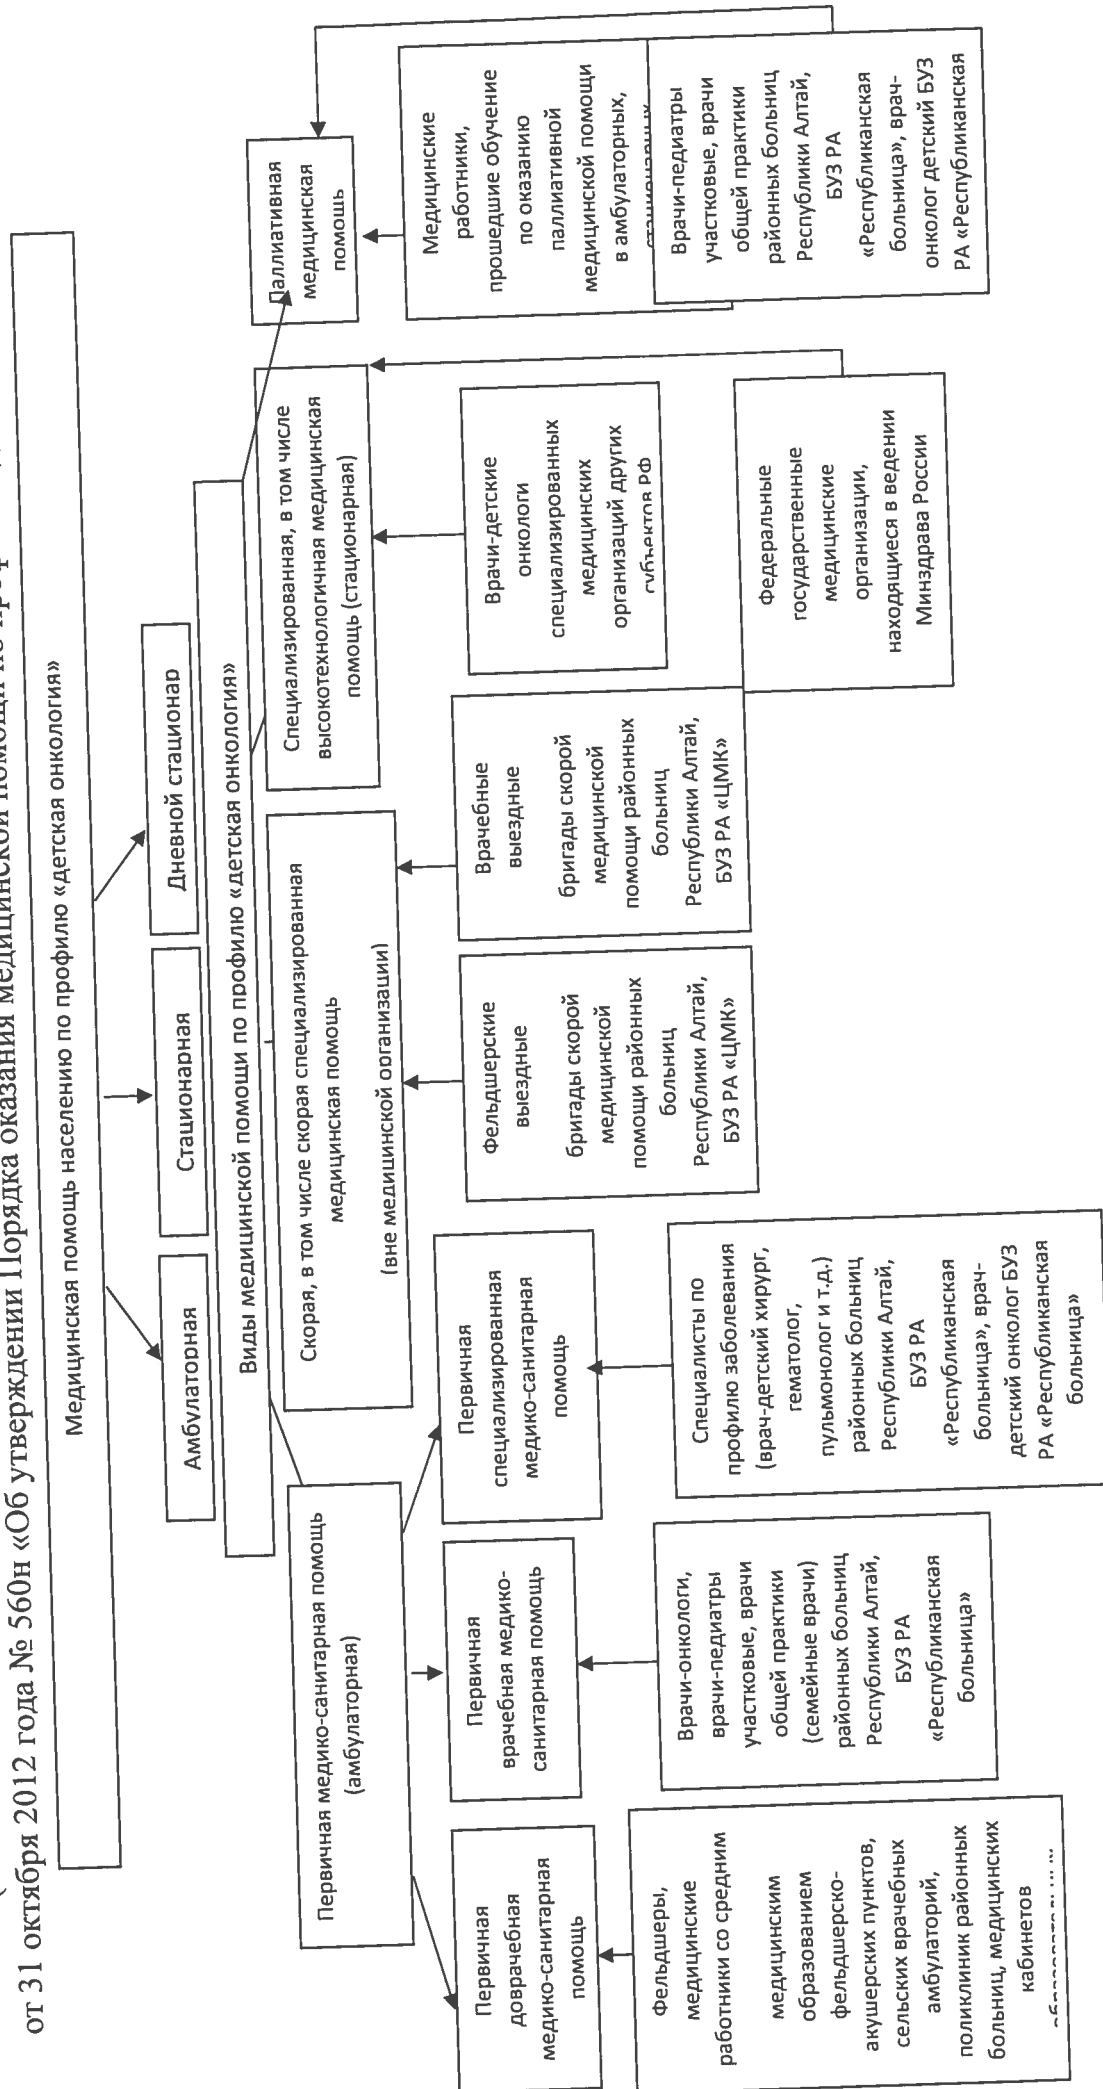 от 31 октября 2012 года № 560н «Об утверждении Порядка оказания медицинской помощи по
Медицинская помощь населению по профилю «детская онкология»
Амбулаторная
Стационарная
Дневной стационар
Виды медицинской помощи по профилю «детская онкология»
Первичная медико-санитарная помощь
(амбулаторная)
Скорая, в том числе скорая специализированная
медицинская помощь
(вне медицинской организации)
Специализированная, в том числе
высокотехнологичная медицинская
помощь (стационарная)
Паллиативная
медицинская
помощь
Первичная
доврачебная
медико-санитарная
помощь
Первичная
врачебная медико-
санитарная помощь
Первичная
специализированная
медико-санитарная
помощь
Фельдшерские
выездные
бригады скорой
медицинской
помощи районных
больниц
Республики Алтай,
БУЗ РА «ЦМК»
Врачебные
выездные
бригады скорой
медицинской
помощи районных
больниц
Республики Алтай,
БУЗ РА «ЦМК»
Врачи-детские
онкологи
специализированных
медицинских
организаций других
субъектов РФ
Медицинские
работники,
прошедшие обучение
по оказанию
паллиативной
медицинской помощи
в амбулаторных,
стационарных
Фельдшеры,
медицинские
работники со средним
медицинским
образованием
фельдшерско-
акушерских пунктов,
сельских врачебных
амбулаторий,
поликлиник районных
больниц, медицинских
кабинетов
Врачи-онкологи,
врачи-педиатры
участковые, врачи
общей практики
(семейные врачи)
районных больниц
Республики Алтай,
БУЗ РА
«Республиканская
больница»
Специалисты по
профилю заболевания
(врач-детский хирург,
гематолог,
пульмонолог и т.д.)
районных больниц
Республики Алтай,
БУЗ РА
«Республиканская
больница», врач-
детский онколог БУЗ
РА «Республиканская
больница»
Федеральные
государственные
медицинские
организации,
находящиеся в ведении
Минздрава России
Врачи-педиатры
участковые, врачи
общей практики
районных больниц
Республики Алтай,
БУЗ РА
«Республиканская
больница», врач-
онколог детский БУЗ
РА «Республиканская